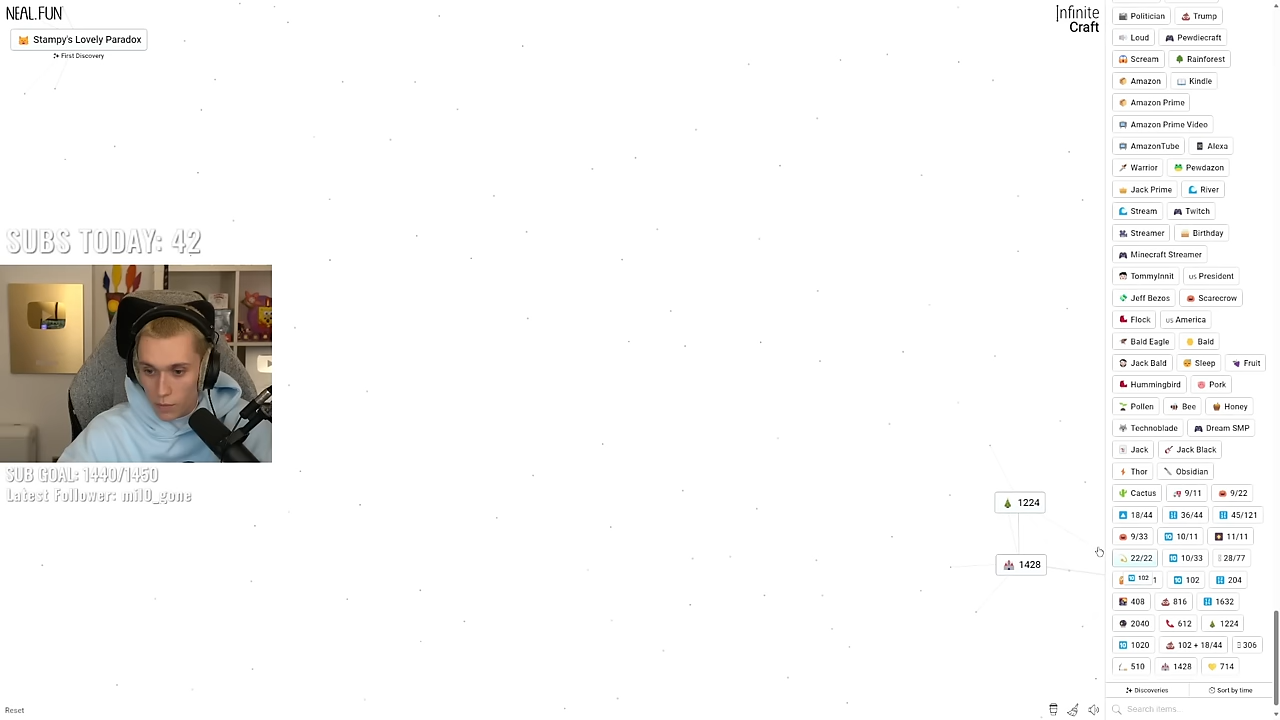 NEAL.FUN
Infinite Craft
Stampy's Lovely Paradox
First Discovery
SUBS TODAY: 42
SUB GOAL: 1440/1450
Latest Follower: mil0_gone
1224
1428
Reset
Politician Trump
Loud Pewdiecraft
Scream Rainforest
Amazon Kindle
Amazon Prime
Amazon Prime Video
AmazonTube Alexa
Warrior Pewdazon
Jack Prime River
Stream Twitch
Streamer Birthday
Minecraft Streamer
TommyInnit US President
Jeff Bezos Scarecrow
Flock US America
Bald Eagle Bald
Jack Bald Sleep Fruit
Hummingbird Pork
Pollen Bee Honey
Technoblade Dream SMP
Jack Jack Black
Thor Obsidian
Cactus 9/11 9/22
18/44 36/44 45/121
9/33 10/11 11/11
22/22 10/33 28/77
102 1 102 204
408 816 1632
2040 612 1224
1020 102 + 18/44 306
510 1428 714
Discoveries Sort by time
Search items...